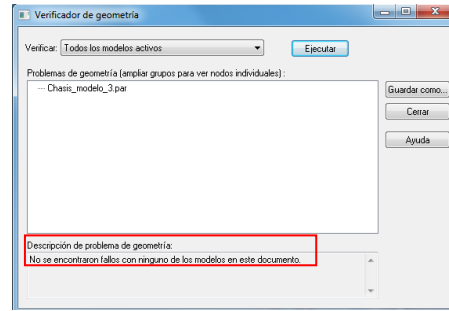 Verificador de geometría
Verificar: Todos los modelos activos
Ejecutar
Problemas de geometría (ampliar grupos para ver nodos individuales) :
Chasis_modelo_3.par
Guardar como...
Cerrar
Ayuda
Descripción de problema de geometría:
No se encontraron fallos con ninguno de los modelos en este documento.